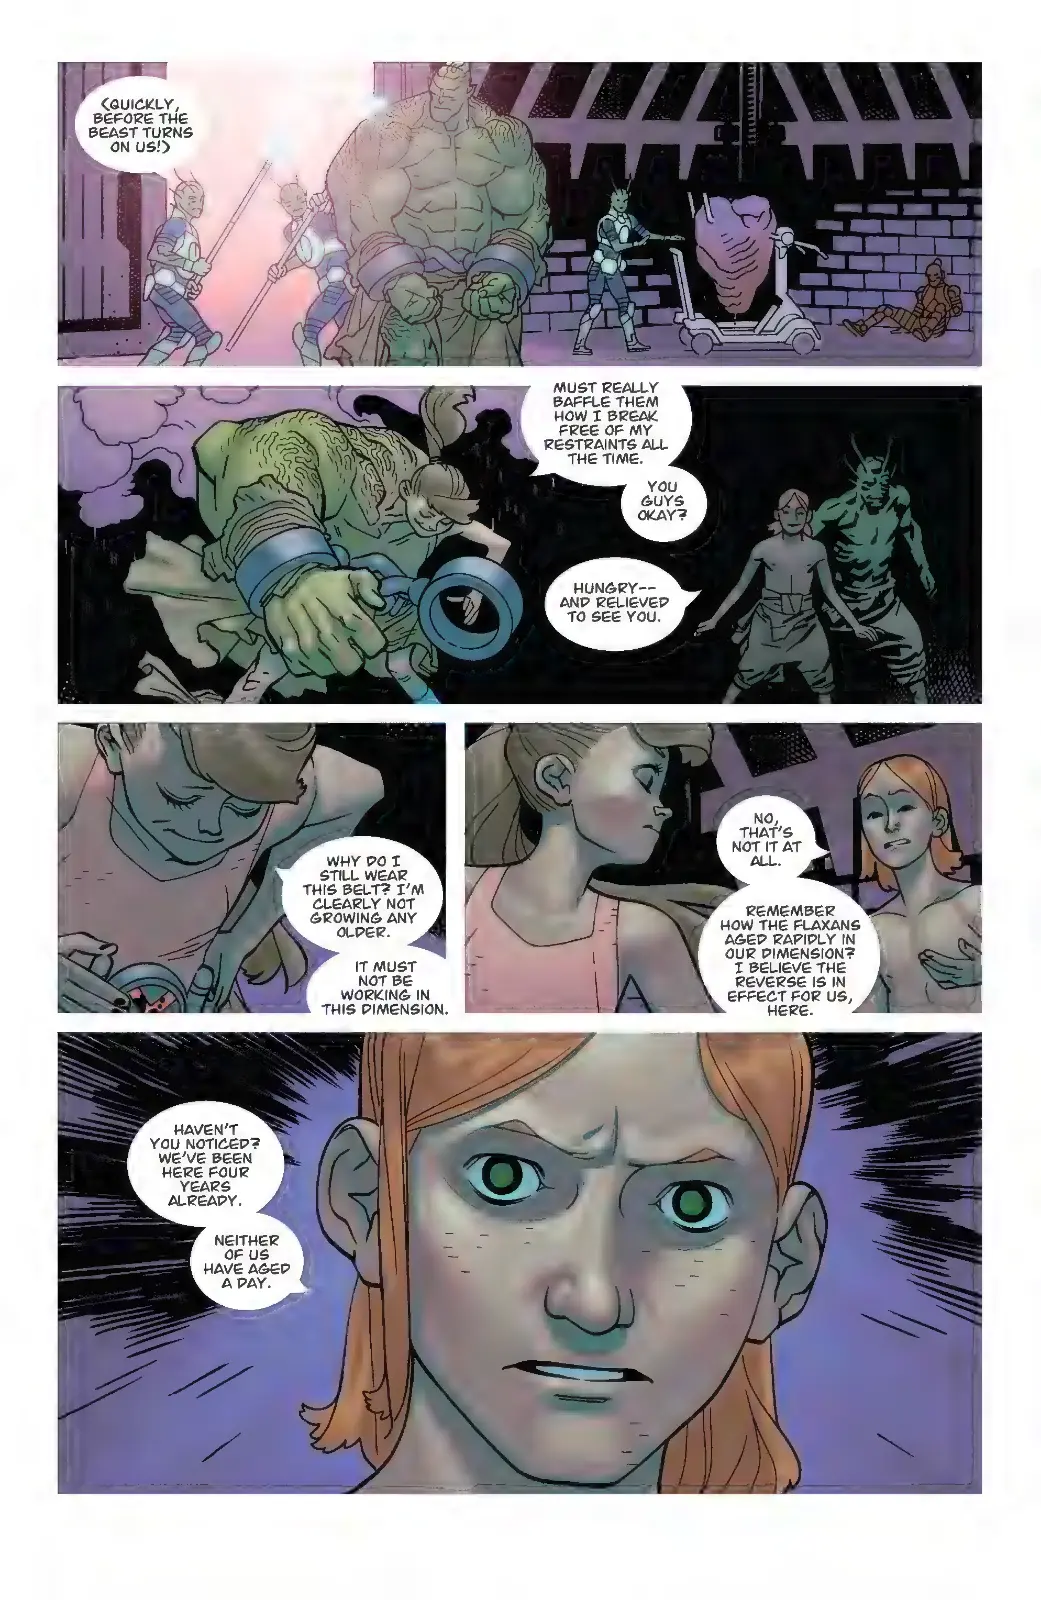 (QUICKLY,
BEFORE THE
BEAST TURNS
ON US!)
MUST REALLY
BAFFLE THEM
HOW I BREAK
FREE OF MY
RESTRAINTS ALL
THE TIME.
YOU
GUYS
OKAY?
HUNGRY--
AND RELIEVED
TO SEE YOU.
WHY DO I
STILL WEAR
THIS BELT? I'M
CLEARLY NOT
GROWING ANY
OLDER.
IT MUST
NOT BE
WORKING IN
THIS DIMENSION.
NO,
THAT'S
NOT IT AT
ALL.
REMEMBER
HOW THE FLAXANS
AGED RAPIDLY IN
OUR DIMENSION?
I BELIEVE THE
REVERSE IS IN
EFFECT FOR US,
HERE.
HAVEN'T
YOU NOTICED?
WE'VE BEEN
HERE FOUR
YEARS
ALREADY.
NEITHER
OF US
HAVE AGED
A DAY.